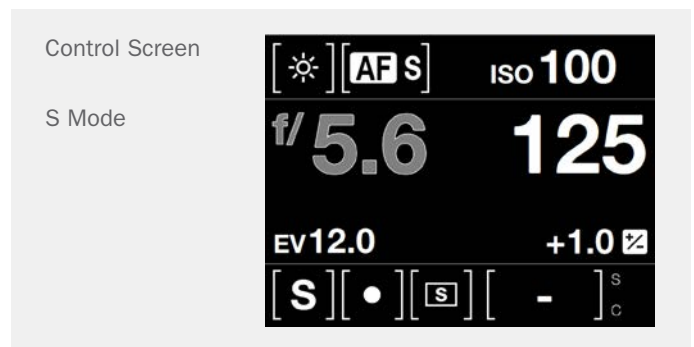 Control Screen
S Mode
[☼][AF S] ISO 100
f/5.6 125
EV12.0 +1.0 +/-
[S][●][S][ - ] S
C